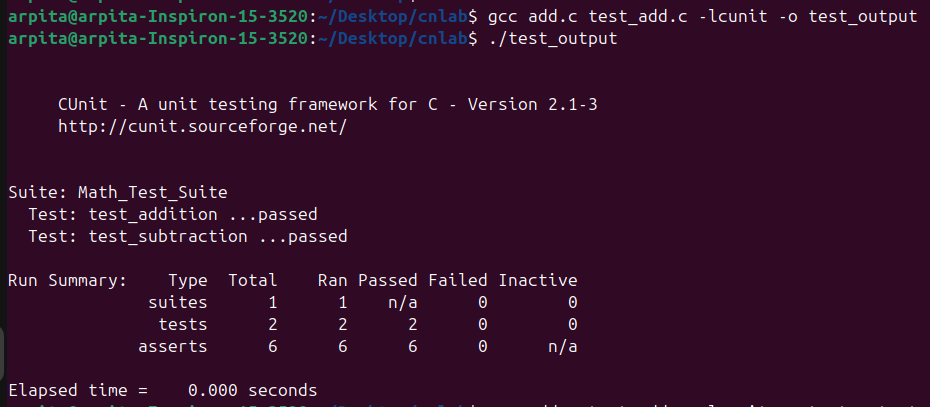 arpita@arpita-Inspiron-15-3520:~/Desktop/cnlab$ gcc add.c test_add.c -lcunit -o test_output
arpita@arpita-Inspiron-15-3520:~/Desktop/cnlab$ ./test_output
CUnit - A unit testing framework for C - Version 2.1-3
http://cunit.sourceforge.net/
Suite: Math_Test_Suite
Test: test_addition ...passed
Test: test_subtraction ...passed
Run Summary: Type Total Ran Passed Failed Inactive
suites 1 1 n/a 0 0
tests 2 2 2 0 0
asserts 6 6 6 0 n/a
Elapsed time = 0.000 seconds